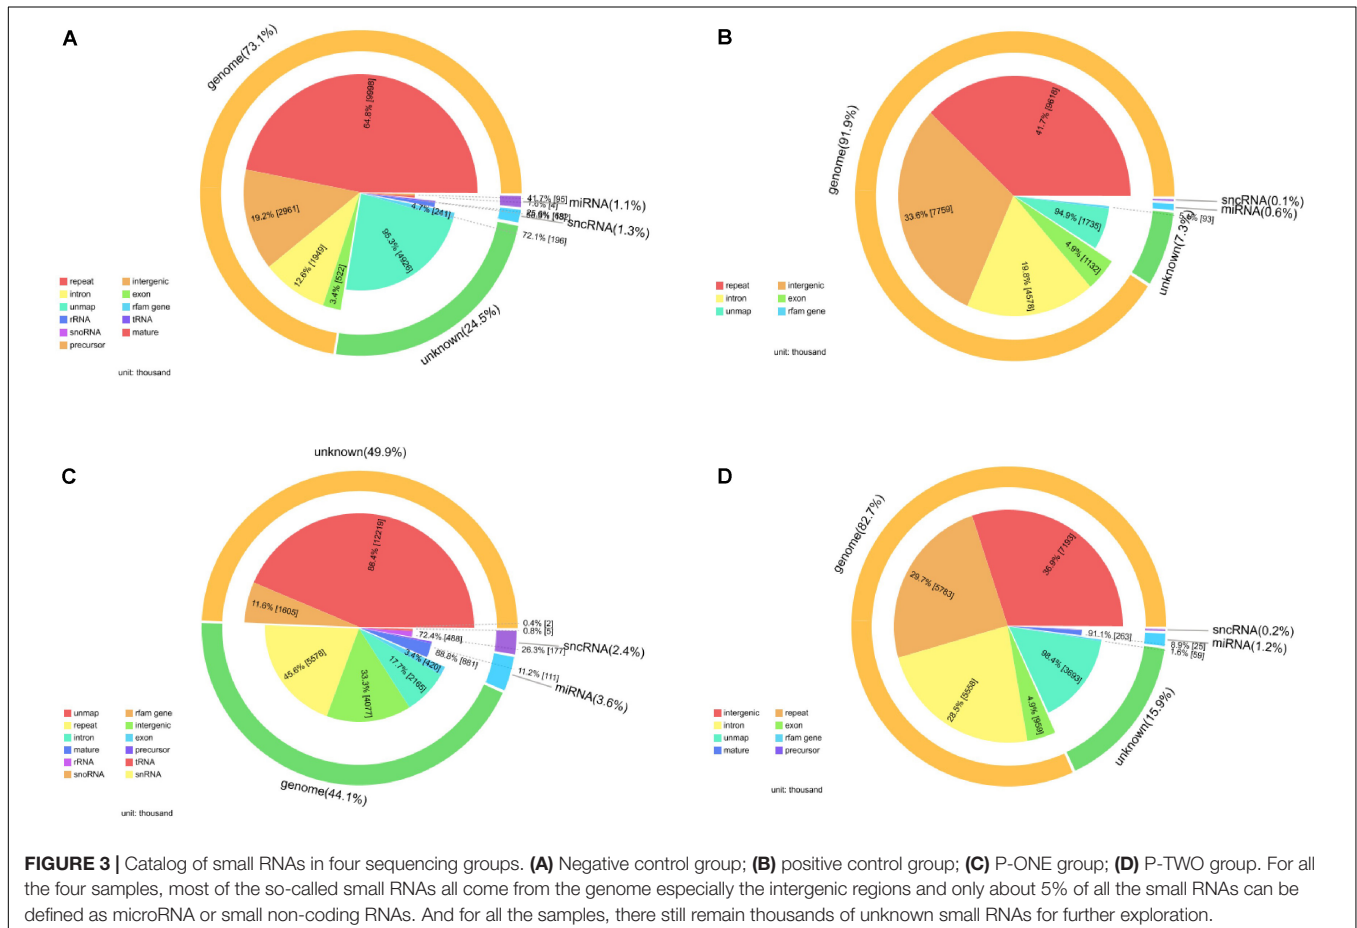 A
genome(73.1%)
64.8% [9998]
19.2% [2961]
12.6% [1949]
3.4% [522]
95.3% [4926]
4.7% [241]
41.7% [95]
miRNA(1.1%)
sncRNA(1.3%)
72.1% [196]
unknown(24.5%)
repeat
intergenic
intron
exon
unmap
rfam gene
rRNA
tRNA
snoRNA
mature
precursor
unit: thousand
B
genome(91.9%)
41.7% [9618]
33.6% [7759]
19.8% [4578]
4.9% [1132]
94.9% [1735]
[93]
sncRNA(0.1%)
miRNA(0.6%)
unknown(7.3%)
repeat
intergenic
intron
exon
unmap
rfam gene
unit: thousand
C
unknown(49.9%)
88.4% [12219]
11.6% [1605]
45.6% [5578]
33.3% [4077]
17.7% [2165]
3.4% [420]
88.8% [881]
72.4% [488]
0.4% [2]
0.8% [5]
26.3% [177]
sncRNA(2.4%)
11.2% [111]
miRNA(3.6%)
genome(44.1%)
unmap
rfam gene
repeat
intergenic
intron
exon
mature
precursor
rRNA
tRNA
snoRNA
snRNA
unit: thousand
D
genome(82.7%)
36.9% [7193]
29.7% [5783]
28.5% [5558]
4.9% [959]
98.4% [3693]
91.1% [263]
8.9% [25]
1.6% [59]
sncRNA(0.2%)
miRNA(1.2%)
unknown(15.9%)
intergenic
repeat
intron
exon
unmap
rfam gene
mature
precursor
unit: thousand
FIGURE 3 | Catalog of small RNAs in four sequencing groups. (A) Negative control group; (B) positive control group; (C) P-ONE group; (D) P-TWO group. For all
the four samples, most of the so-called small RNAs all come from the genome especially the intergenic regions and only about 5% of all the small RNAs can be
defined as microRNA or small non-coding RNAs. And for all the samples, there still remain thousands of unknown small RNAs for further exploration.